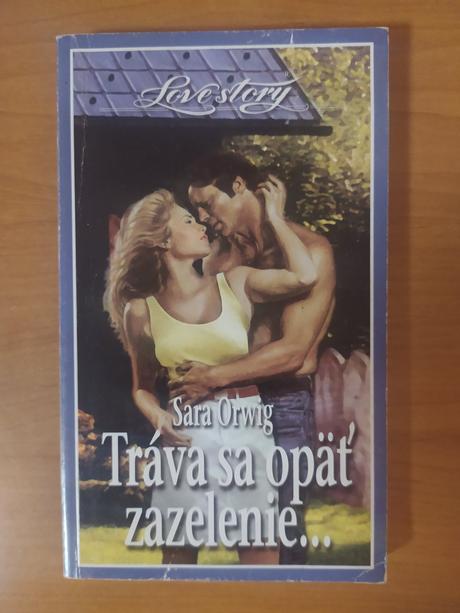 Love story
Sara Orwig
Tráva sa opäť
zazelenie...